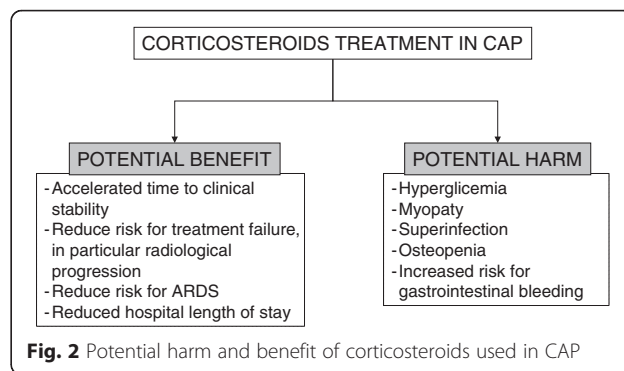 CORTICOSTEROIDS TREATMENT IN CAP
POTENTIAL BENEFIT
-Accelerated time to clinical
stability
-Reduce risk for treatment failure,
in particular radiological
progression
-Reduce risk for ARDS
-Reduced hospital length of stay
POTENTIAL HARM
-Hyperglicemia
-Myopaty
-Superinfection
-Osteopenia
-Increased risk for
gastrointestinal bleeding
Fig. 2 Potential harm and benefit of corticosteroids used in CAP